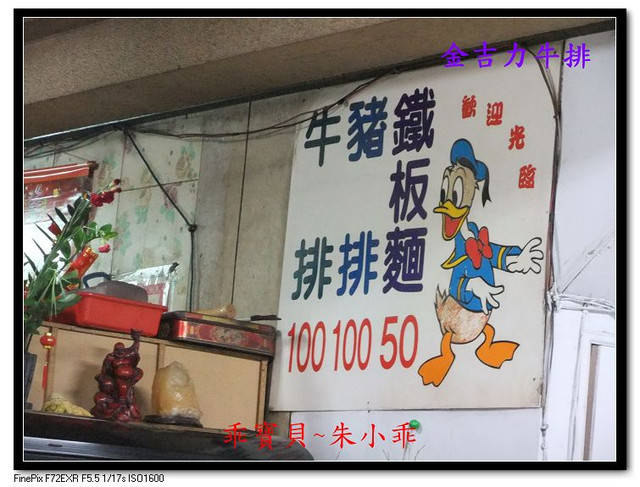 金吉力牛排
歡迎光臨
鐵板麵 50
豬排 100
牛排 100
乖寶貝~朱小乖
FinePix F72EXR F5.5 1/17s ISO1600